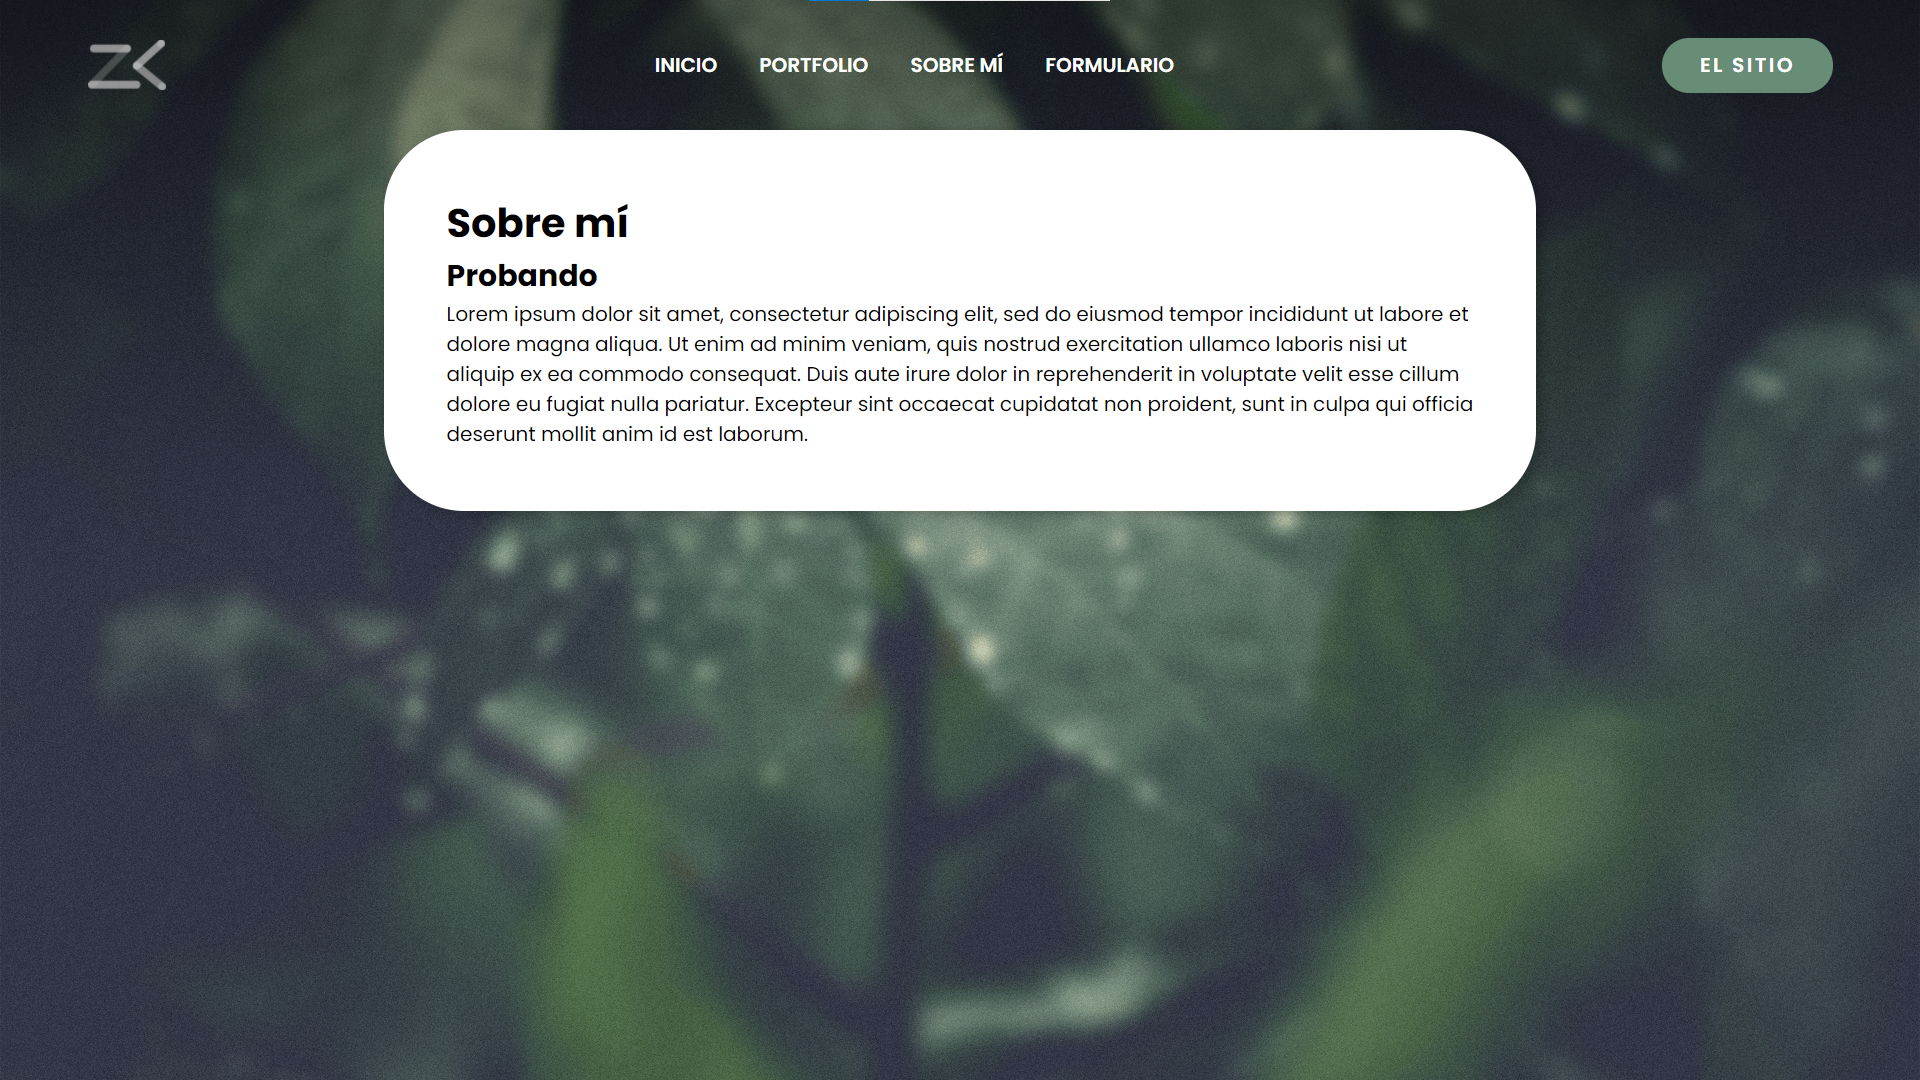 ZK
INICIO
PORTFOLIO
SOBRE MÍ
FORMULARIO
EL SITIO
Sobre mí
Probando
Lorem ipsum dolor sit amet, consectetur adipiscing elit, sed do eiusmod tempor incididunt ut labore et
dolore magna aliqua. Ut enim ad minim veniam, quis nostrud exercitation ullamco laboris nisi ut
aliquip ex ea commodo consequat. Duis aute irure dolor in reprehenderit in voluptate velit esse cillum
dolore eu fugiat nulla pariatur. Excepteur sint occaecat cupidatat non proident, sunt in culpa qui officia
deserunt mollit anim id est laborum.